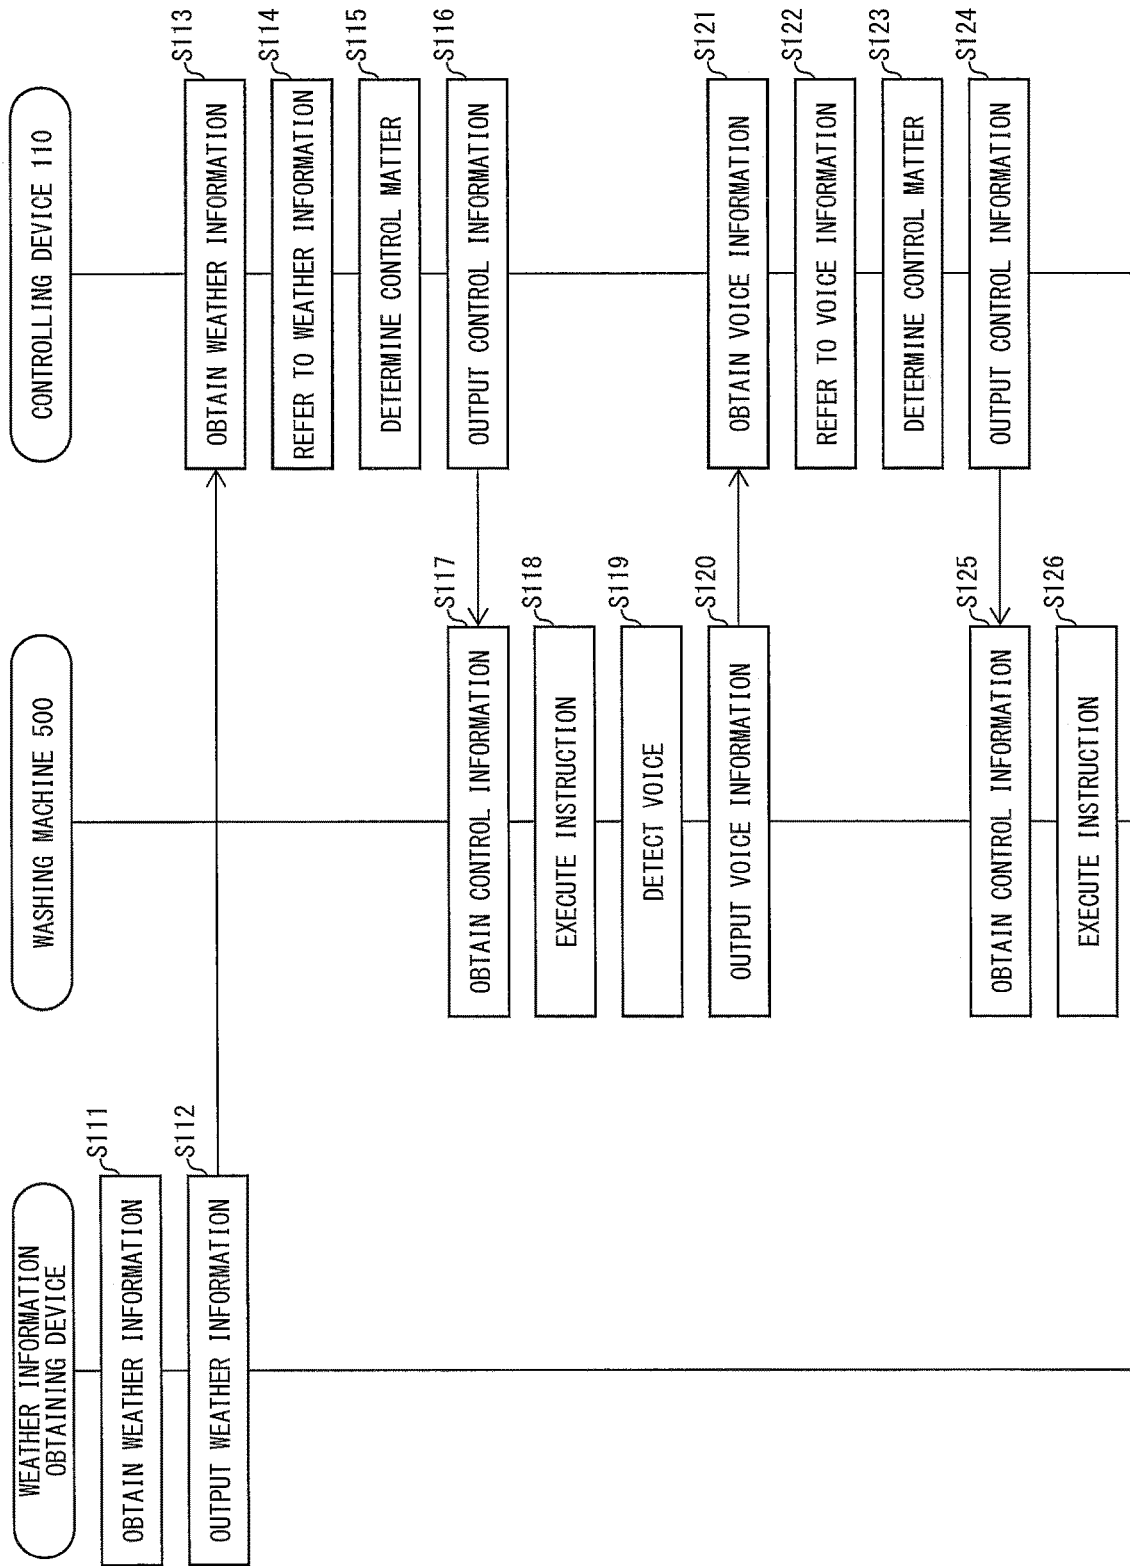 WEATHER INFORMATION
OBTAINING DEVICE
WASHING MACHINE 500
CONTROLLING DEVICE 110
S111
OBTAIN WEATHER INFORMATION
S112
OUTPUT WEATHER INFORMATION
S113
OBTAIN WEATHER INFORMATION
S114
REFER TO WEATHER INFORMATION
S115
DETERMINE CONTROL MATTER
S116
OUTPUT CONTROL INFORMATION
S117
OBTAIN CONTROL INFORMATION
S118
EXECUTE INSTRUCTION
S119
DETECT VOICE
S120
OUTPUT VOICE INFORMATION
S121
OBTAIN VOICE INFORMATION
S122
REFER TO VOICE INFORMATION
S123
DETERMINE CONTROL MATTER
S124
OUTPUT CONTROL INFORMATION
S125
OBTAIN CONTROL INFORMATION
S126
EXECUTE INSTRUCTION